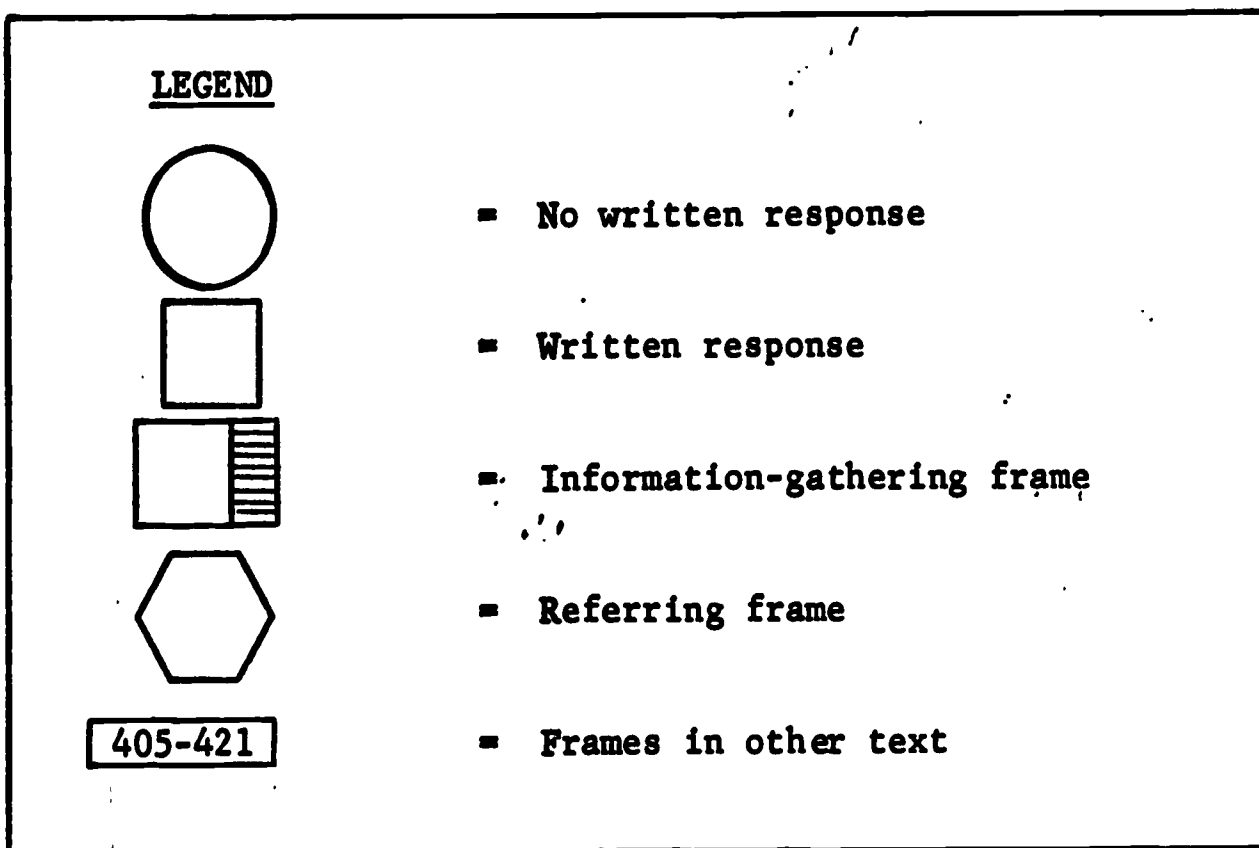 LEGEND
= No written response
= Written response
= Information-gathering frame
= Referring frame
405-421 = Frames in other text